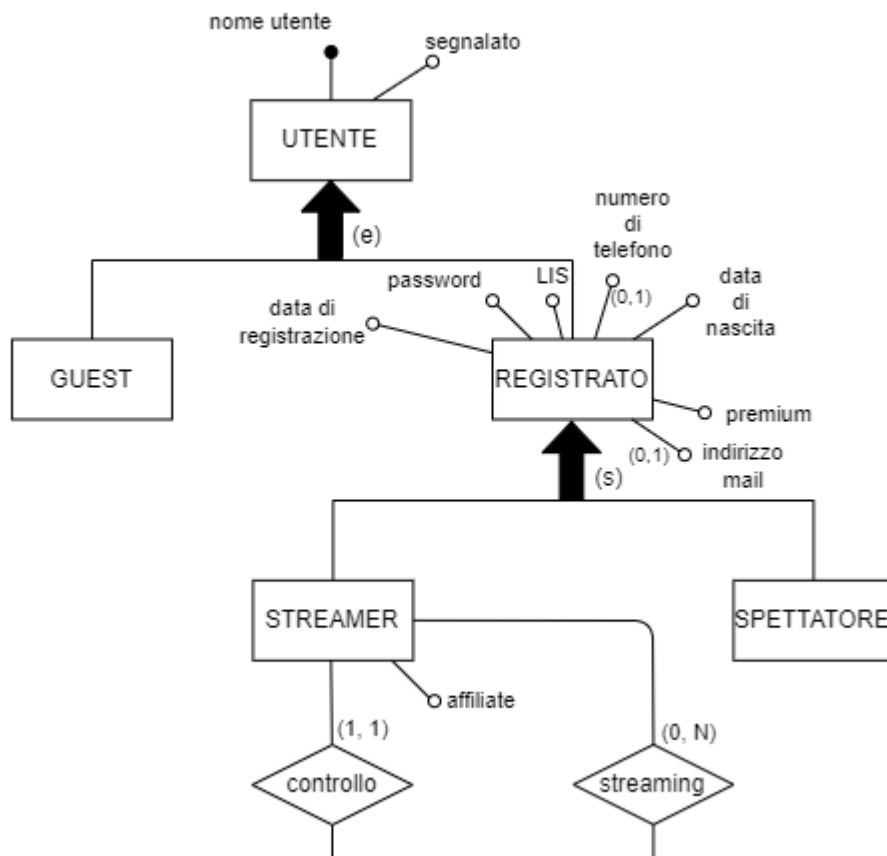 nome utente
segnalato
UTENTE
(e)
numero
di
telefono
(0,1)
LIS
password
data di
registrazione
data
di
nascita
GUEST
REGISTRATO
premium
(0,1)
indirizzo
mail
(s)
STREAMER
SPETTATORE
affiliate
(1, 1)
(0, N)
controllo
streaming